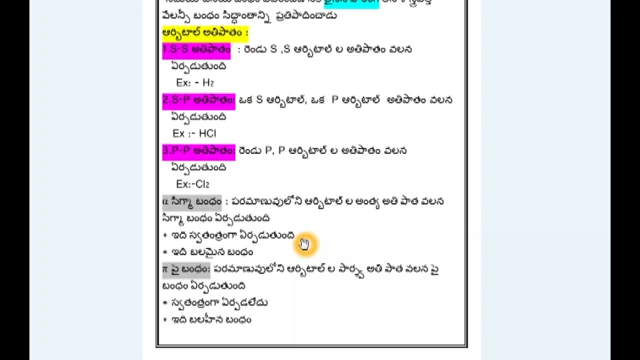 వేలన్సీ బంధం సిద్ధాంతాన్ని ప్రతిపాదించాడు
ఆర్బిటాల్ అతిపాతం :
1.S-S అతిపాతం : రెండు S ,S ఆర్బిటాల్ ల అతిపాతం వలన
ఏర్పడుతుంది
Ex: - H₂
2.S-P అతిపాతం: ఒక S ఆర్బిటాల్, ఒక P ఆర్బిటాల్ అతిపాతం వలన
ఏర్పడుతుంది
Ex :- HCl
3.P-P అతిపాతం: రెండు P, P ఆర్బిటాల్ ల అతిపాతం వలన
ఏర్పడుతుంది
Ex:-Cl₂
α సిగ్మా బంధం : పరమాణువులోని ఆర్బిటాల్ ల అంత్య అతి పాత వలన
సిగ్మా బంధం ఏర్పడుతుంది
* ఇది స్వతంత్రంగా ఏర్పడుతుంది
* ఇది బలమైన బంధం
π పై బంధం: పరమాణువులోని ఆర్బిటాల్ ల పార్శ్వ అతి పాత వలన పై
బంధం ఏర్పడుతుంది
* స్వతంత్రంగా ఏర్పడలేదు
* ఇది బలహీన బంధం